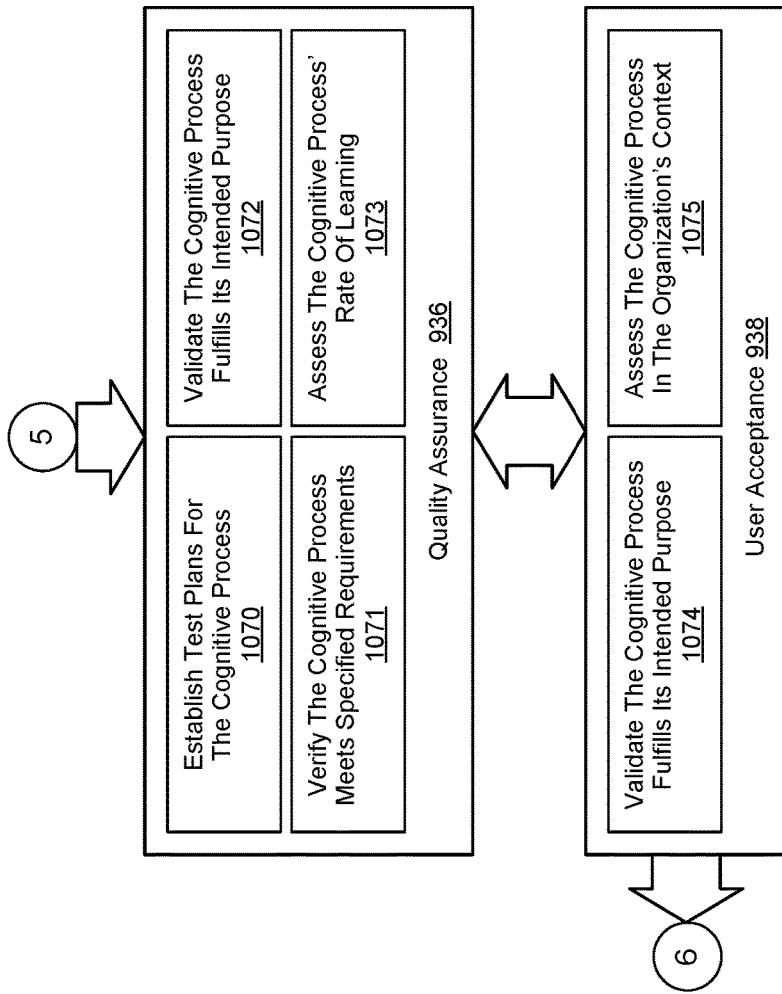 5
Establish Test Plans For
The Cognitive Process
1070
Validate The Cognitive Process
Fulfills Its Intended Purpose
1072
Verify The Cognitive Process
Meets Specified Requirements
1071
Assess The Cognitive Process'
Rate Of Learning
1073
Quality Assurance 936
Validate The Cognitive Process
Fulfills Its Intended Purpose
1074
Assess The Cognitive Process
In The Organization's Context
1075
User Acceptance 938
6